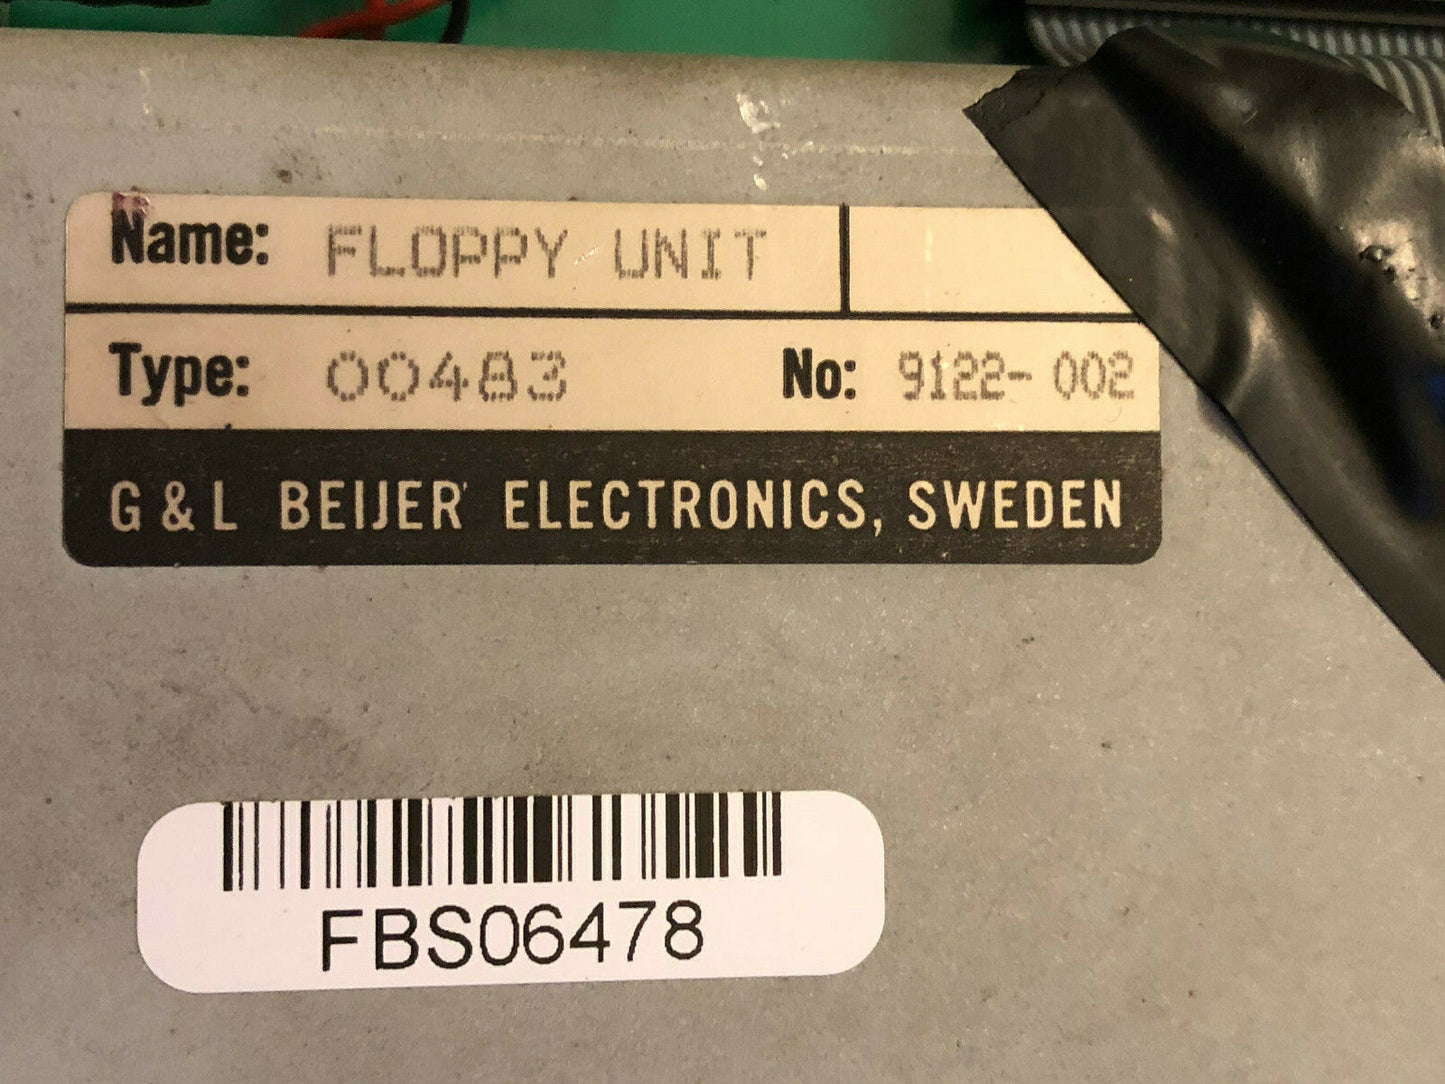 Name: FLOPPY UNIT
Type: 00483 No: 9122- 002
G & L BEIJER ELECTRONICS, SWEDEN
FBS06478